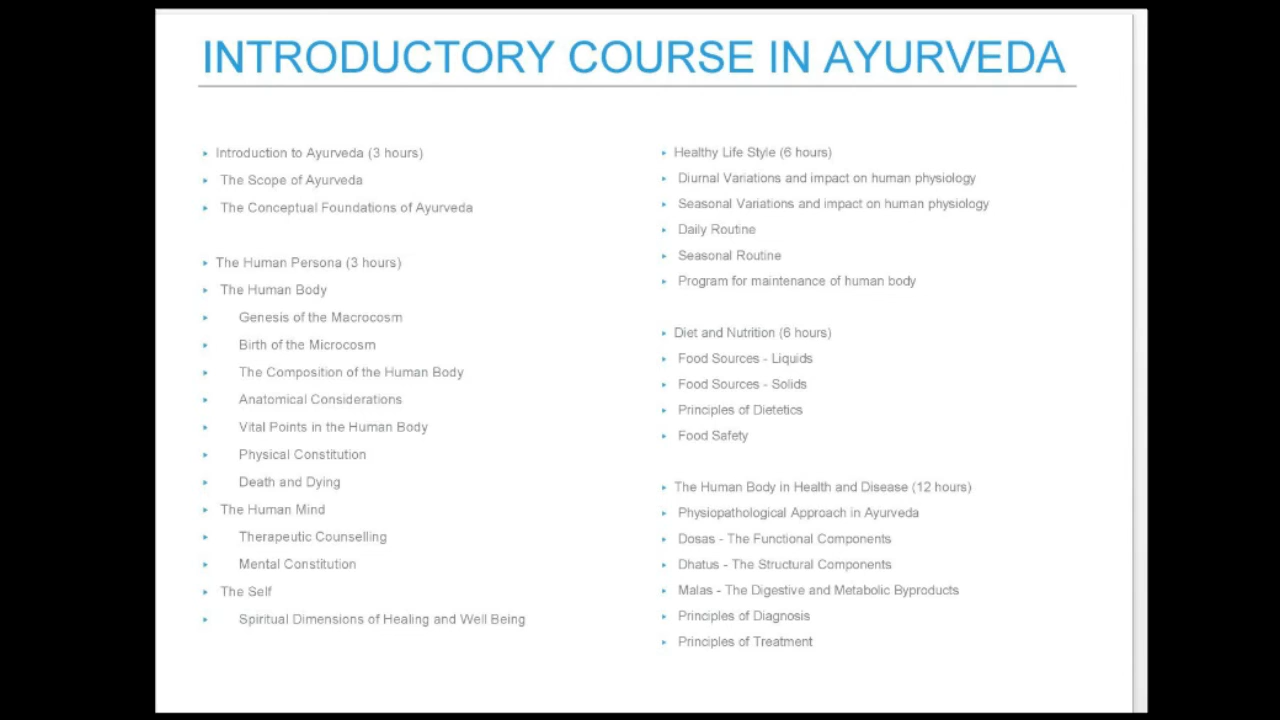 INTRODUCTORY COURSE IN AYURVEDA
Introduction to Ayurveda (3 hours)
The Scope of Ayurveda
The Conceptual Foundations of Ayurveda
The Human Persona (3 hours)
The Human Body
Genesis of the Macrocosm
Birth of the Microcosm
The Composition of the Human Body
Anatomical Considerations
Vital Points in the Human Body
Physical Constitution
Death and Dying
The Human Mind
Therapeutic Counselling
Mental Constitution
The Self
Spiritual Dimensions of Healing and Well Being
Healthy Life Style (6 hours)
Diurnal Variations and impact on human physiology
Seasonal Variations and impact on human physiology
Daily Routine
Seasonal Routine
Program for maintenance of human body
Diet and Nutrition (6 hours)
Food Sources - Liquids
Food Sources - Solids
Principles of Dietetics
Food Safety
The Human Body in Health and Disease (12 hours)
Physiopathological Approach in Ayurveda
Dosas - The Functional Components
Dhatus - The Structural Components
Malas - The Digestive and Metabolic Byproducts
Principles of Diagnosis
Principles of Treatment